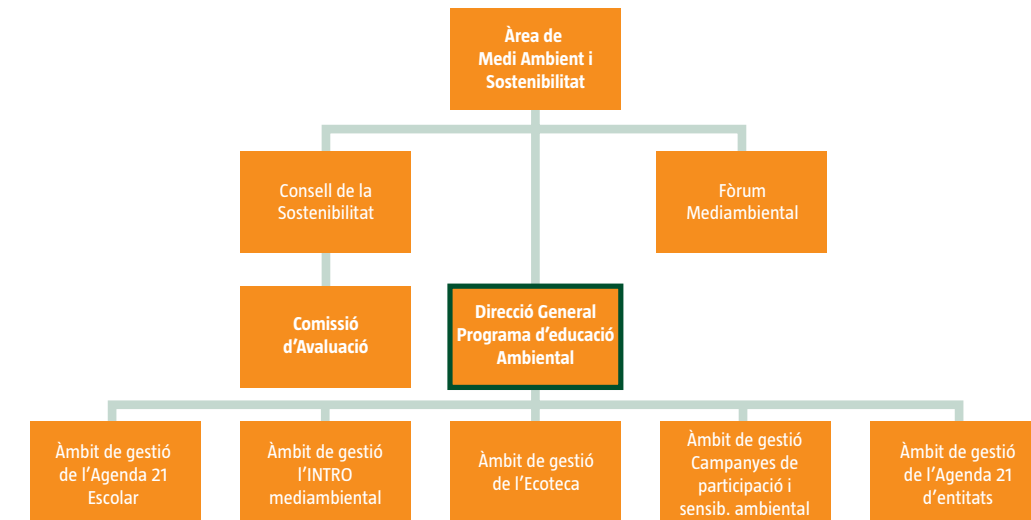 Àrea de
Medi Ambient i
Sostenibilitat
Consell de la
Sostenibilitat
Fòrum
Mediambiental
Comissió
d’Avaluació
Direcció General
Programa d’educació
Ambiental
Àmbit de gestió
de l’Agenda 21
Escolar
Àmbit de gestió
l’INTRO
mediambiental
Àmbit de gestió
de l’Ecoteca
Àmbit de gestió
Campanyes de
participació i
sensib. ambiental
Àmbit de gestió
de l’Agenda 21
d’entitats